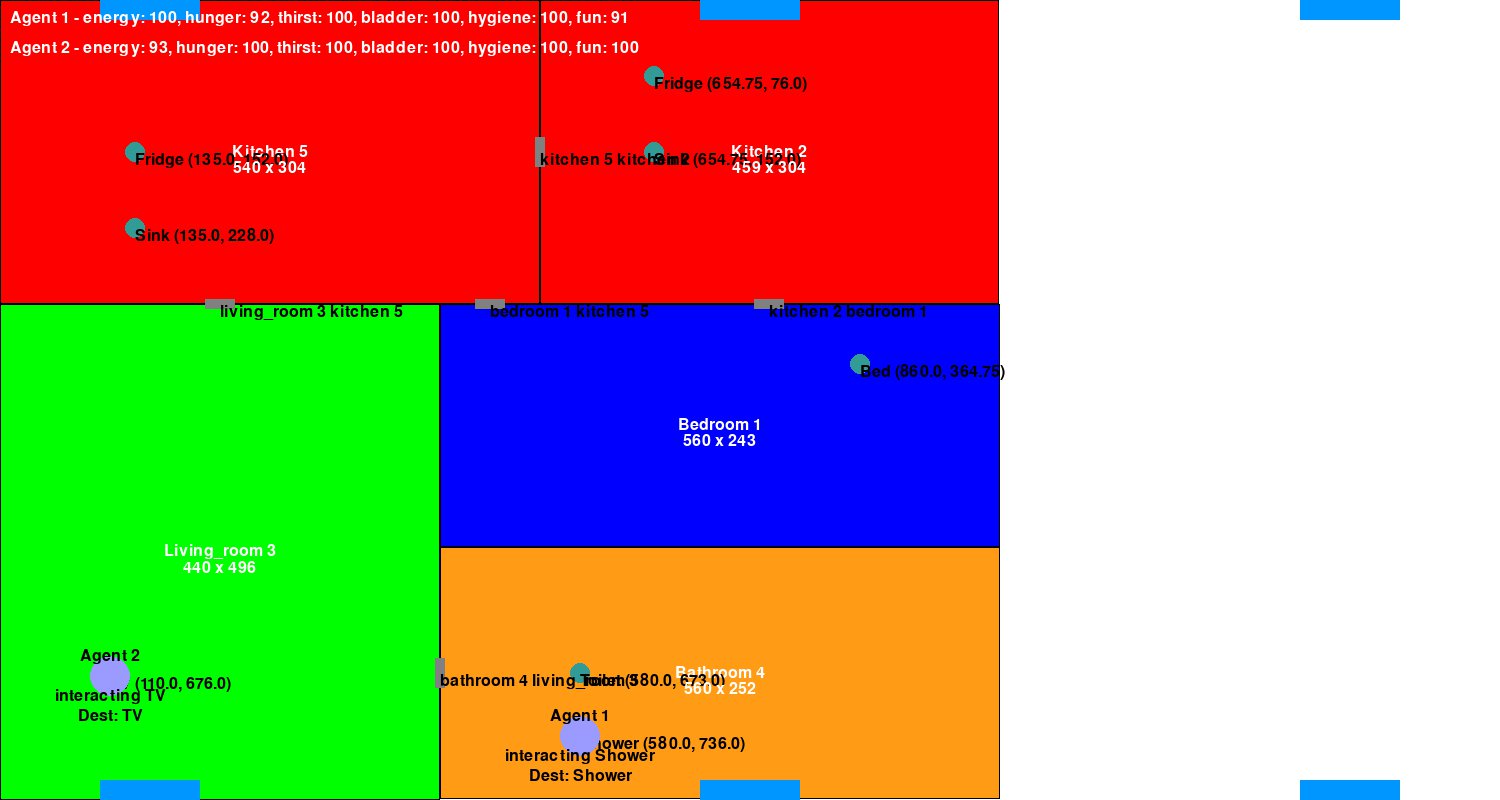 Agent 1 - energy: 100, hunger: 92, thirst: 100, bladder: 100, hygiene: 100, fun: 91
Agent 2 - energy: 93, hunger: 100, thirst: 100, bladder: 100, hygiene: 100, fun: 100
Fridge (654.75, 76.0)
Fridge (135.0, 152.0)
Kitchen 5
540 x 304
kitchen 5 kitchen 2
Sink (654.75, 152.0)
Kitchen 2
459 x 304
Sink (135.0, 228.0)
living_room 3 kitchen 5
bedroom 1 kitchen 5
kitchen 2 bedroom 1
Bed (860.0, 364.75)
Bedroom 1
560 x 243
Living_room 3
440 x 496
Agent 2
(110.0, 676.0)
interacting TV
Dest: TV
bathroom 4 living_room 3
Toilet (580.0, 673.0)
Bathroom 4
560 x 252
Agent 1
Shower (580.0, 736.0)
interacting Shower
Dest: Shower